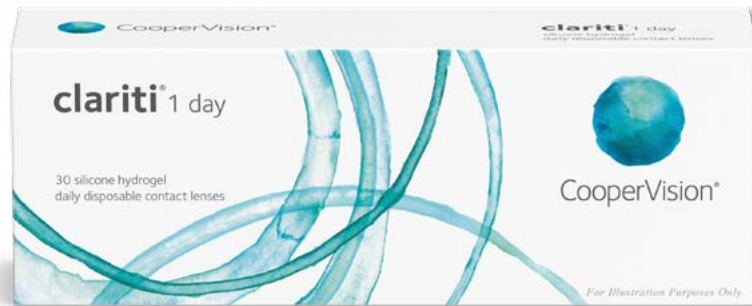 CooperVision®
clariti® 1 day
silicone hydrogel
daily disposable contact lenses
clariti® 1 day
30 silicone hydrogel
daily disposable contact lenses
CooperVision®
For Illustration Purposes Only